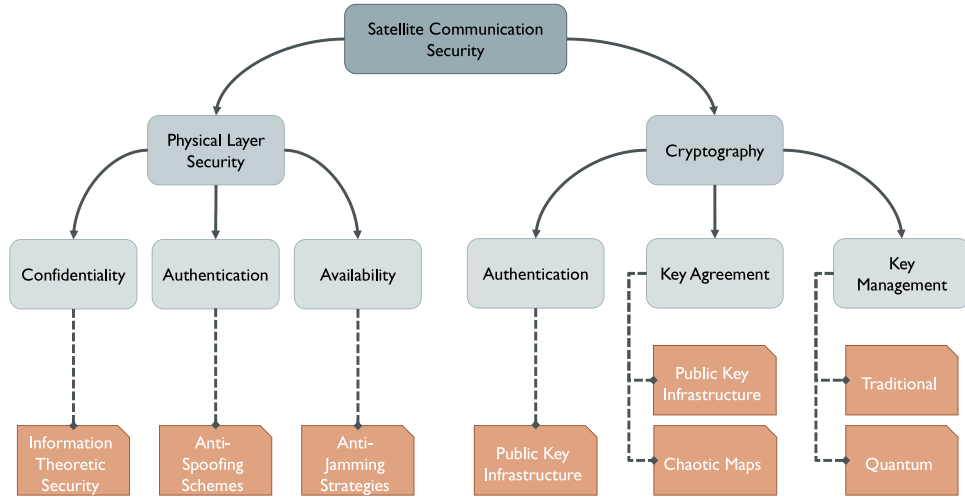 Satellite Communication
Security
Physical Layer
Security
Cryptography
Confidentiality
Authentication
Availability
Authentication
Key Agreement
Key
Management
Public Key
Infrastructure
Traditional
Information
Theoretic
Security
Anti-
Spoofing
Schemes
Anti-
Jamming
Strategies
Public Key
Infrastructure
Chaotic Maps
Quantum